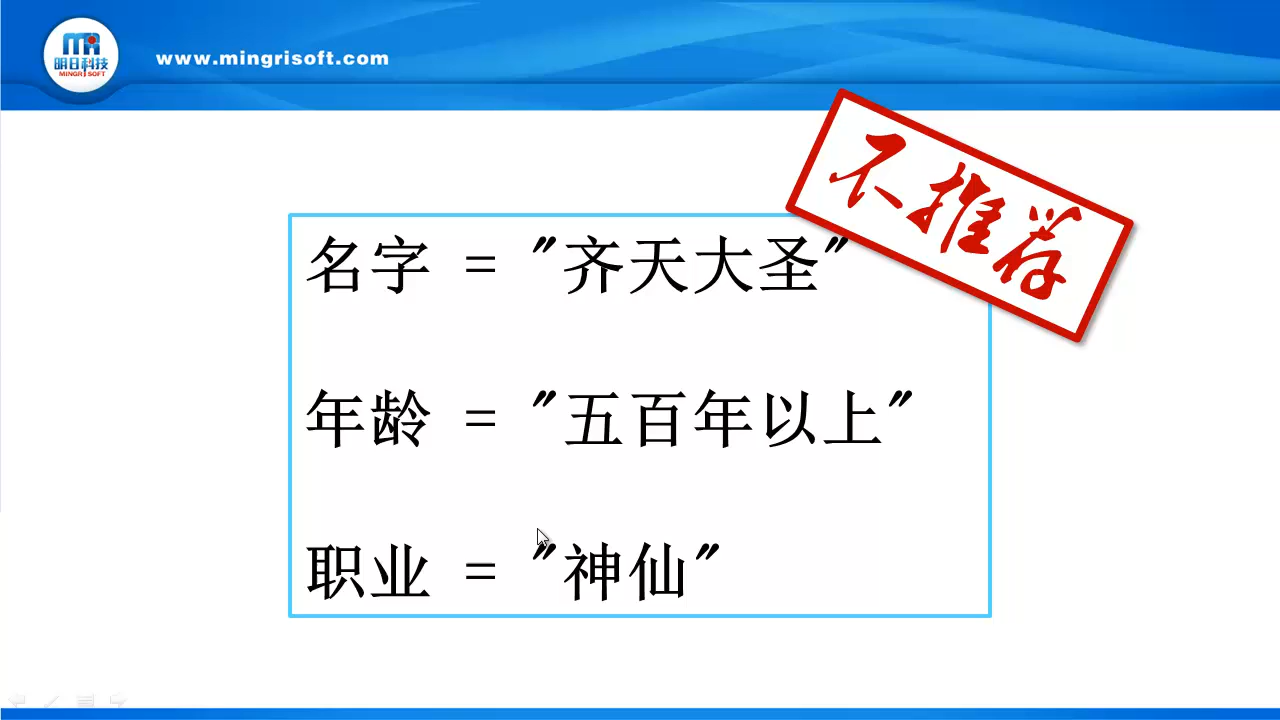 明日科技
MINGRISOFT
www.mingrisoft.com
不推荐
名字 = "齐天大圣"
年龄 = "五百年以上"
职业 = "神仙"